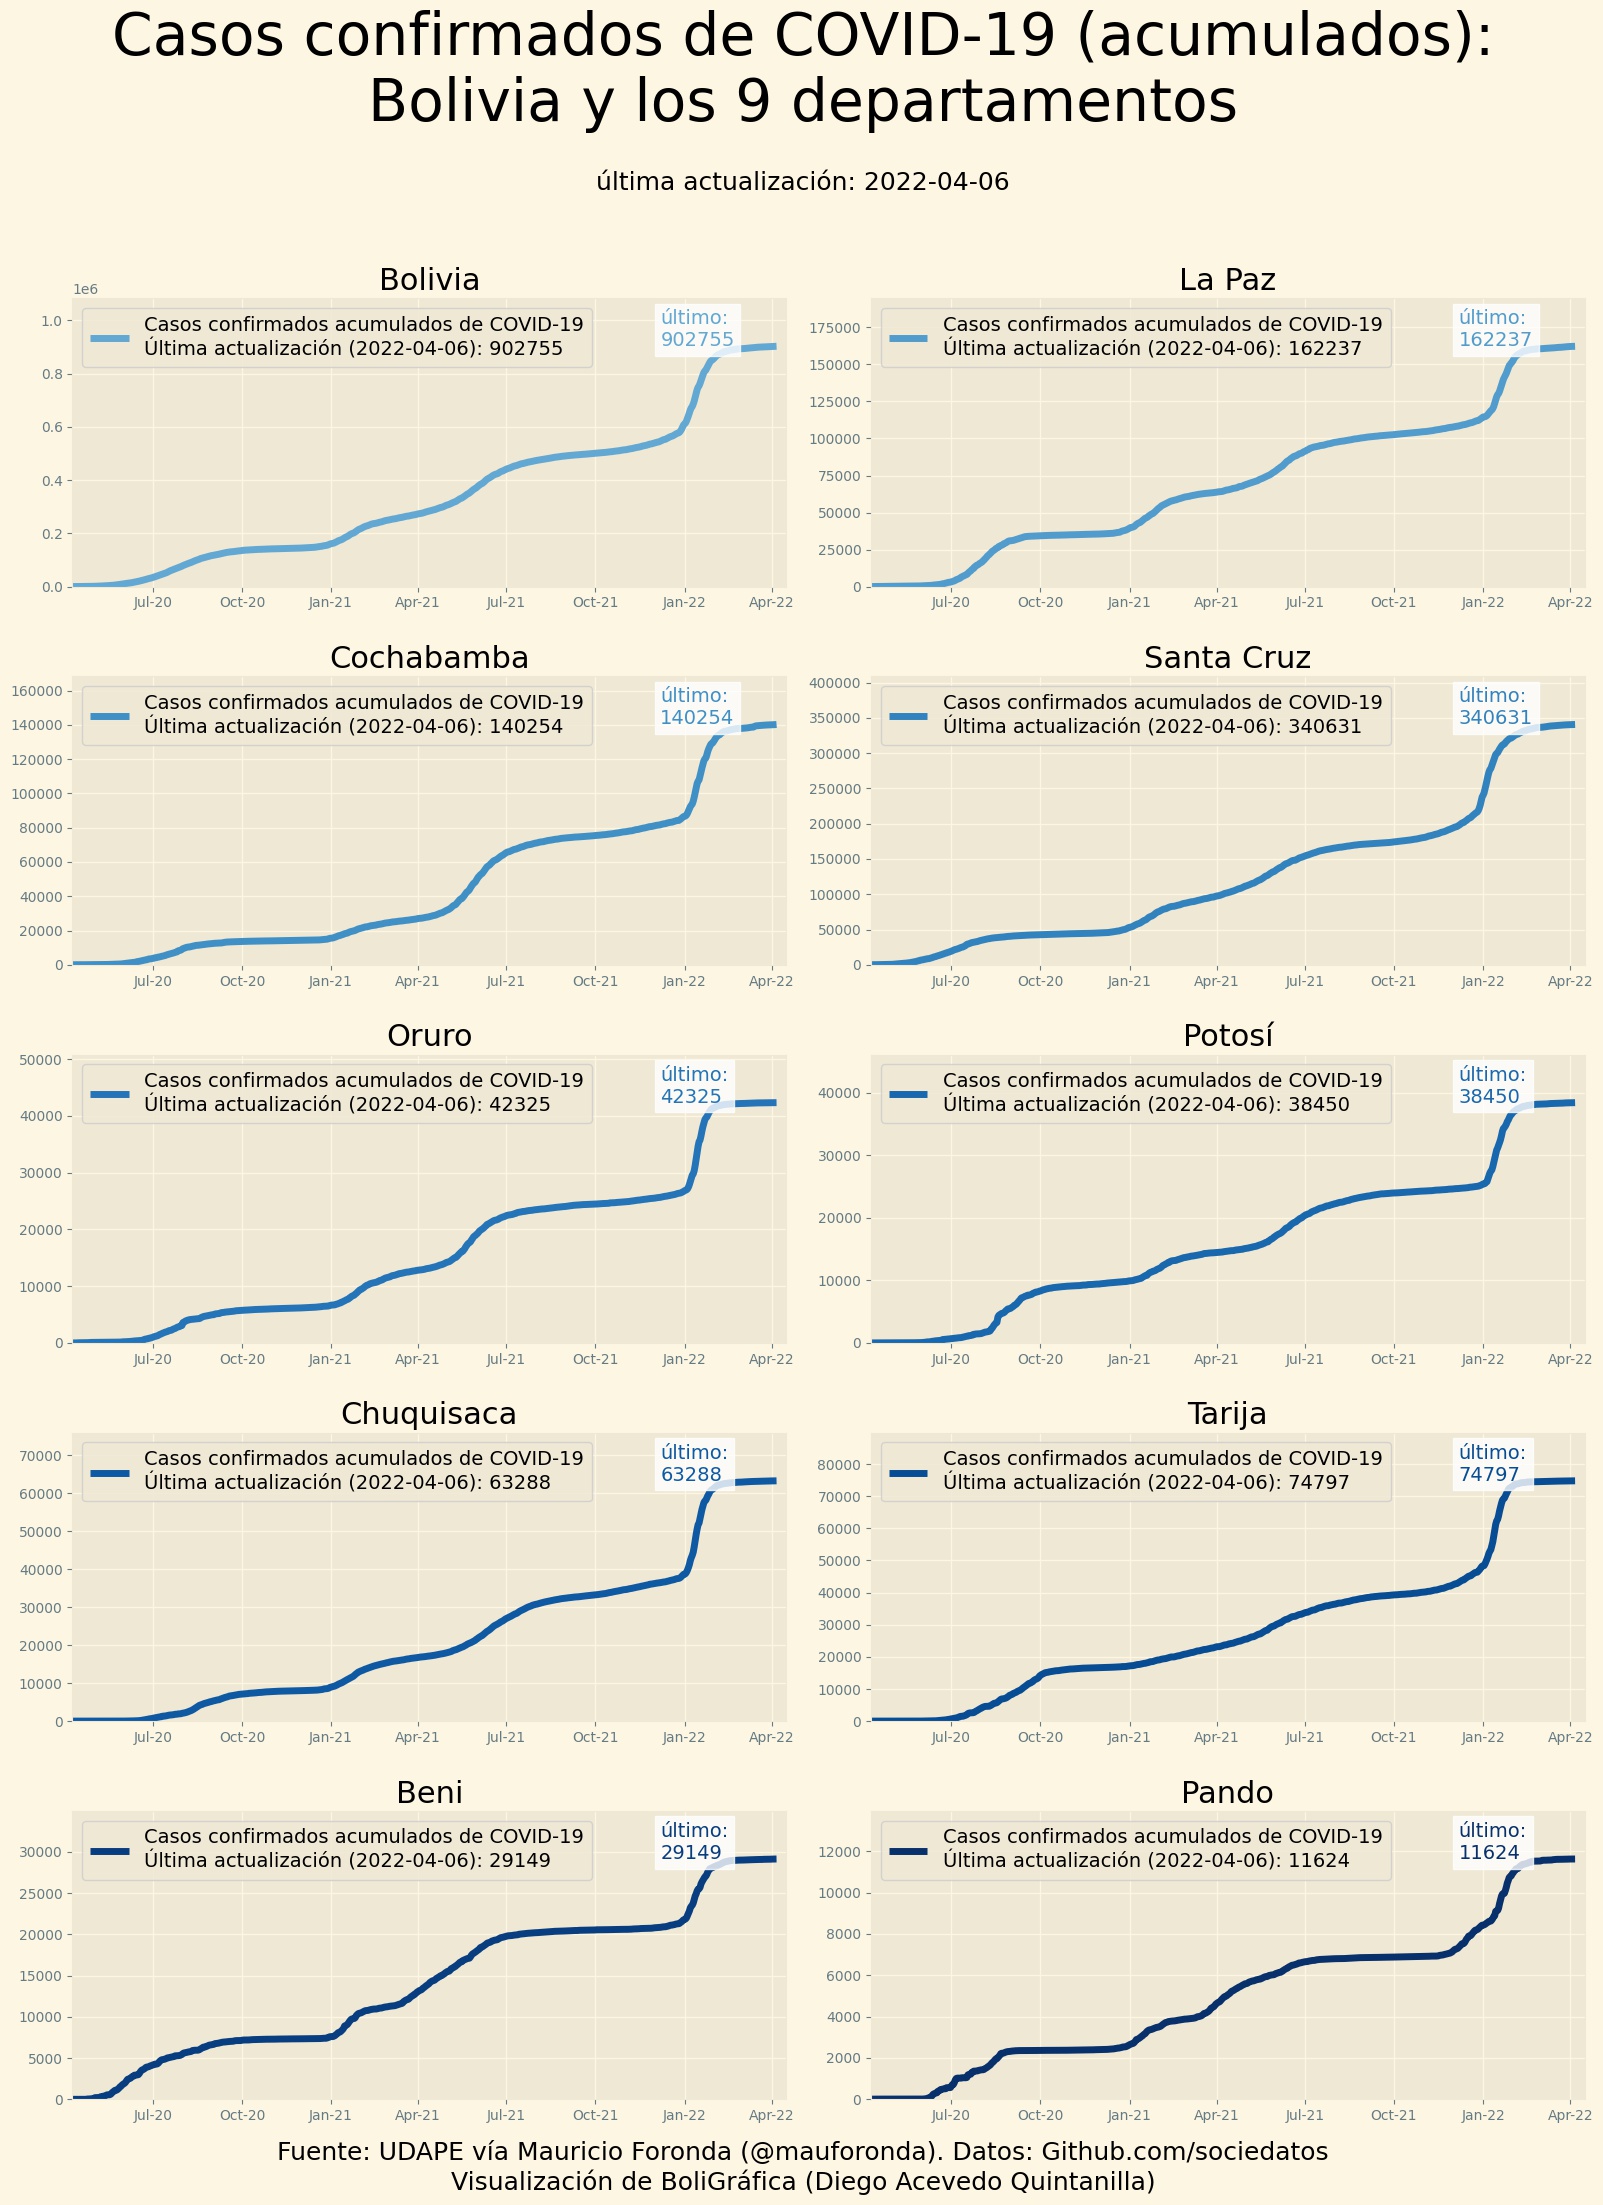 Casos confirmados de COVID-19 (acumulados):
Bolivia y los 9 departamentos
última actualización: 2022-04-06
Bolivia
1e6
1.0
0.8
0.6
0.4
0.2
0.0
Casos confirmados acumulados de COVID-19
Última actualización (2022-04-06): 902755
último:
902755
Jul-20 Oct-20 Jan-21 Apr-21 Jul-21 Oct-21 Jan-22 Apr-22
La Paz
175000
150000
125000
100000
75000
50000
25000
0
Casos confirmados acumulados de COVID-19
Última actualización (2022-04-06): 162237
último:
162237
Jul-20 Oct-20 Jan-21 Apr-21 Jul-21 Oct-21 Jan-22 Apr-22
Cochabamba
160000
140000
120000
100000
80000
60000
40000
20000
0
Casos confirmados acumulados de COVID-19
Última actualización (2022-04-06): 140254
último:
140254
Jul-20 Oct-20 Jan-21 Apr-21 Jul-21 Oct-21 Jan-22 Apr-22
Santa Cruz
400000
350000
300000
250000
200000
150000
100000
50000
0
Casos confirmados acumulados de COVID-19
Última actualización (2022-04-06): 340631
último:
340631
Jul-20 Oct-20 Jan-21 Apr-21 Jul-21 Oct-21 Jan-22 Apr-22
Oruro
50000
40000
30000
20000
10000
0
Casos confirmados acumulados de COVID-19
Última actualización (2022-04-06): 42325
último:
42325
Jul-20 Oct-20 Jan-21 Apr-21 Jul-21 Oct-21 Jan-22 Apr-22
Potosí
40000
30000
20000
10000
0
Casos confirmados acumulados de COVID-19
Última actualización (2022-04-06): 38450
último:
38450
Jul-20 Oct-20 Jan-21 Apr-21 Jul-21 Oct-21 Jan-22 Apr-22
Chuquisaca
70000
60000
50000
40000
30000
20000
10000
0
Casos confirmados acumulados de COVID-19
Última actualización (2022-04-06): 63288
último:
63288
Jul-20 Oct-20 Jan-21 Apr-21 Jul-21 Oct-21 Jan-22 Apr-22
Tarija
80000
70000
60000
50000
40000
30000
20000
10000
0
Casos confirmados acumulados de COVID-19
Última actualización (2022-04-06): 74797
último:
74797
Jul-20 Oct-20 Jan-21 Apr-21 Jul-21 Oct-21 Jan-22 Apr-22
Beni
30000
25000
20000
15000
10000
5000
0
Casos confirmados acumulados de COVID-19
Última actualización (2022-04-06): 29149
último:
29149
Jul-20 Oct-20 Jan-21 Apr-21 Jul-21 Oct-21 Jan-22 Apr-22
Pando
12000
10000
8000
6000
4000
2000
0
Casos confirmados acumulados de COVID-19
Última actualización (2022-04-06): 11624
último:
11624
Jul-20 Oct-20 Jan-21 Apr-21 Jul-21 Oct-21 Jan-22 Apr-22
Fuente: UDAPE vía Mauricio Foronda (@mauforonda). Datos: Github.com/sociedatos
Visualización de BoliGráfica (Diego Acevedo Quintanilla)